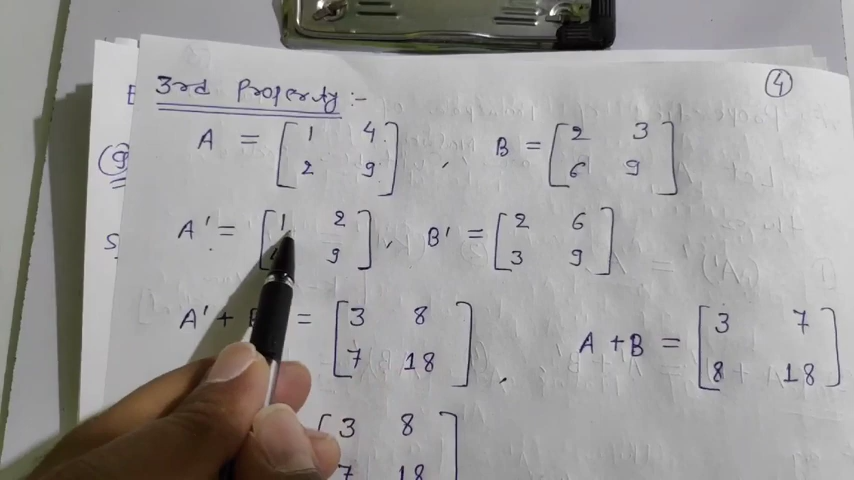 ④
3rd Property :-
A = [1 4
2 9] , B = [2 3
6 9]
A' = [1 2
9] , B' = [2 6
3 9]
A' + = [3 8
7 18] , A + B = [3 7
8 18]
[3 8
7 18]